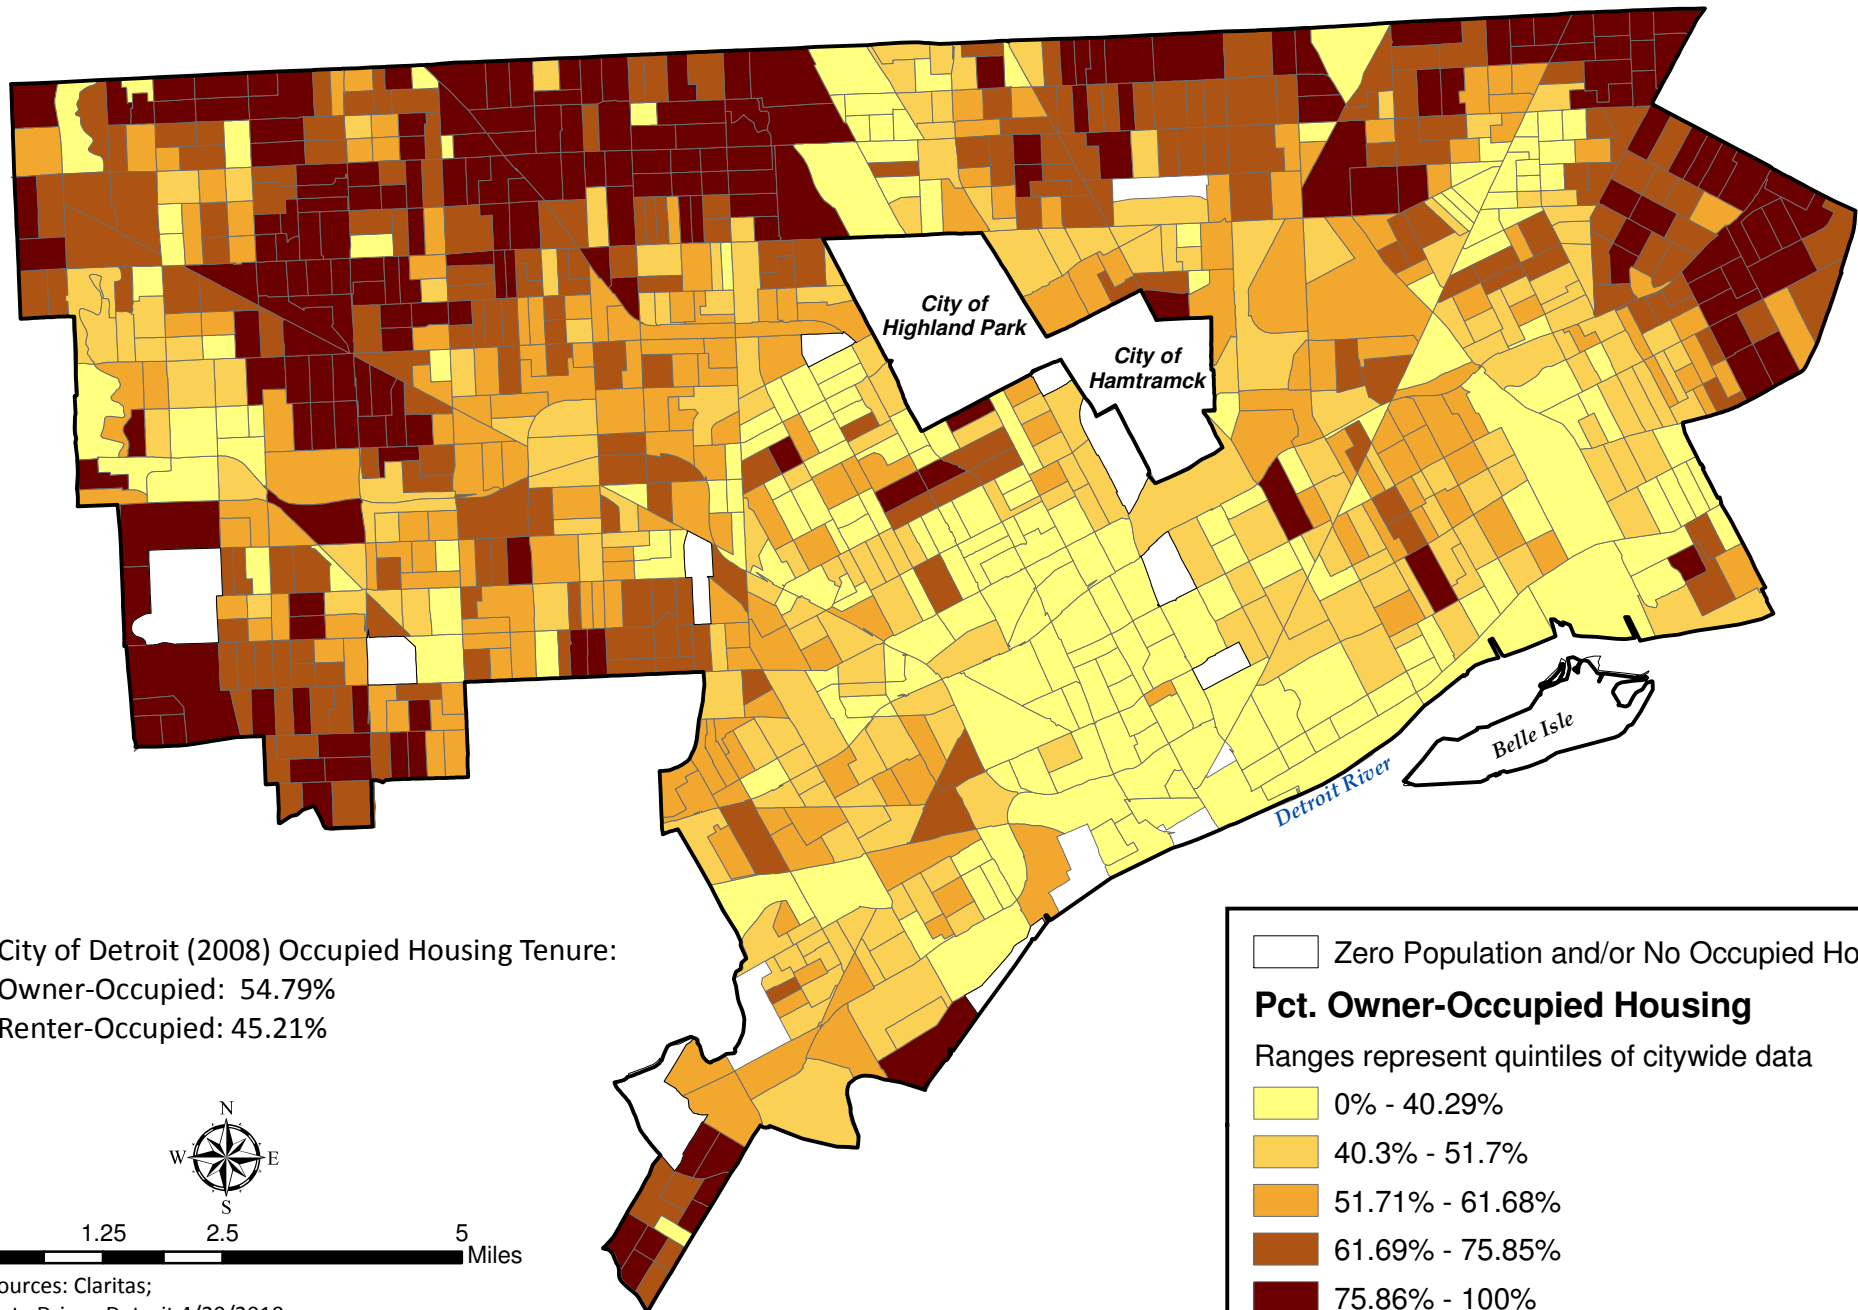 City of
Highland Park
City of
Hamtramck
Belle Isle
Detroit River
City of Detroit (2008) Occupied Housing Tenure:
Owner-Occupied: 54.79%
Renter-Occupied: 45.21%
N
W E
S
1.25 2.5 5
Miles
ources: Claritas;
Detroit
Zero Population and/or No Occupied Ho
Pct. Owner-Occupied Housing
Ranges represent quintiles of citywide data
0% - 40.29%
40.3% - 51.7%
51.71% - 61.68%
61.69% - 75.85%
75.86% - 100%